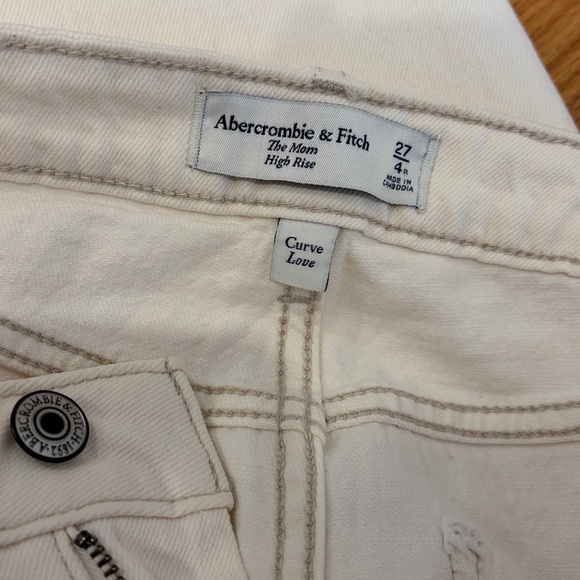 Abercrombie & Fitch
The Mom
High Rise
27
4R
MADE IN
CAMBODIA
Curve
Love
ABERCROMBIE & FITCH · 1892 ·